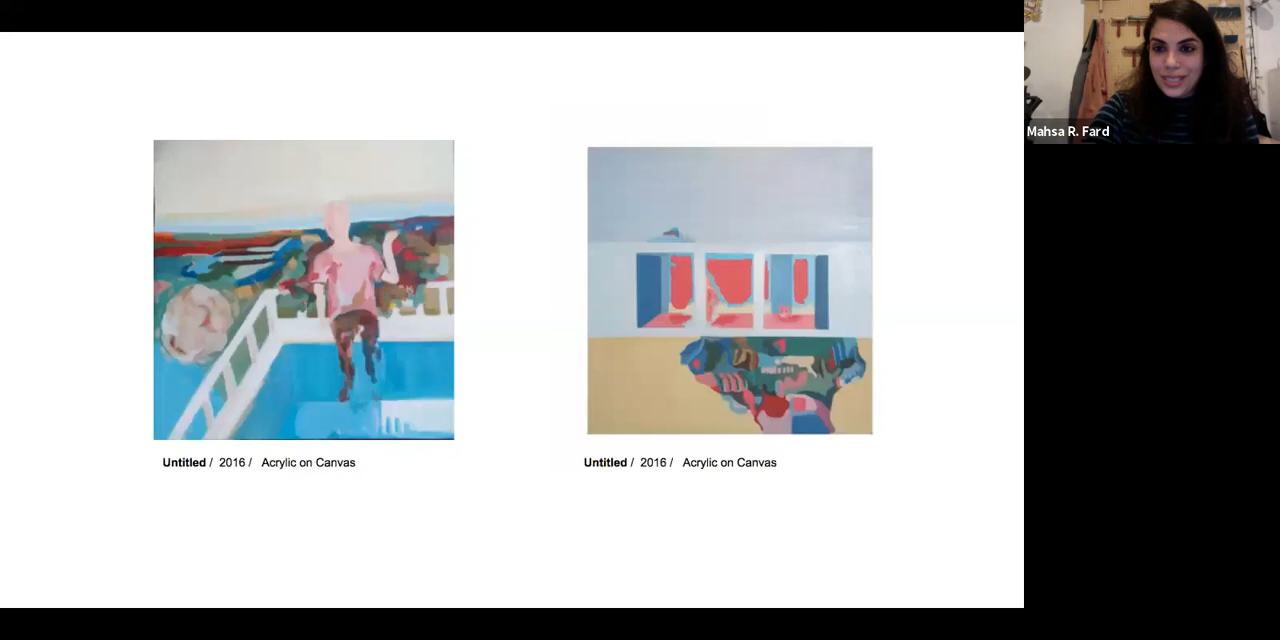 Mahsa R. Fard
Untitled / 2016 / Acrylic on Canvas
Untitled / 2016 / Acrylic on Canvas